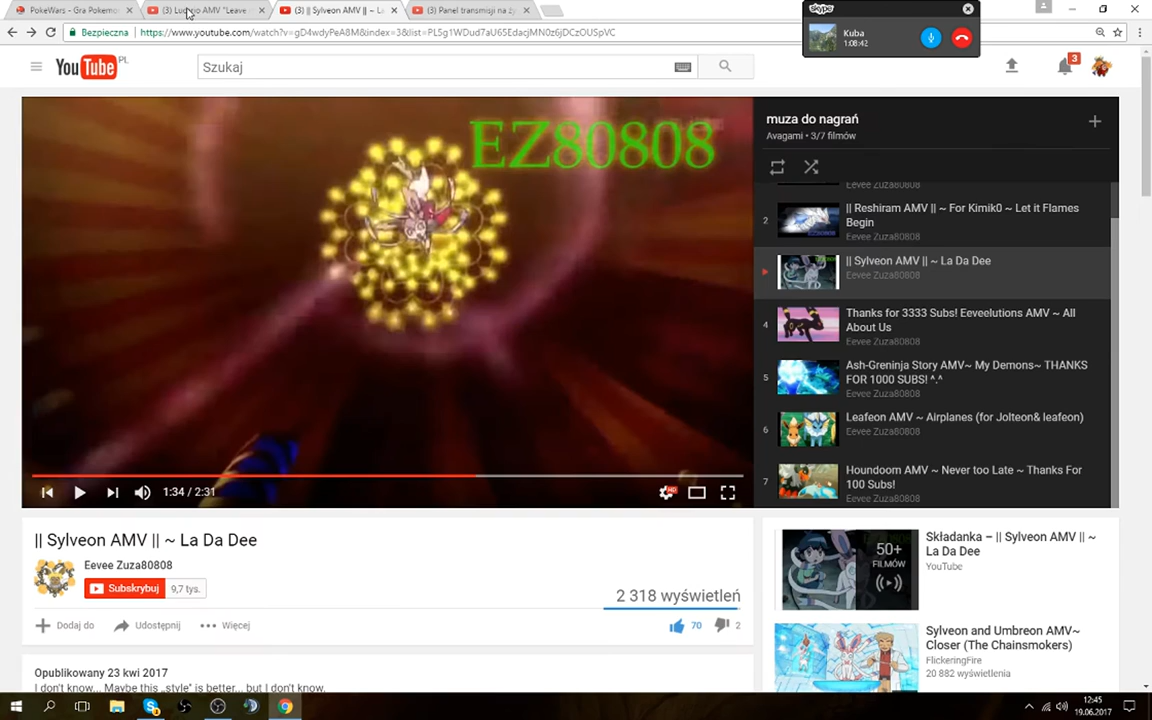 PokeWars - Gra Pokemo
(3) Lu
AMV "Leave
(3) || Sylveon AMV || ~ La
(3) Panel transmisji na ży
Bezpieczna
https://www.youtube.com/watch?v=gD4wdyPeA8M&index=3&list=PL5g1WDud7aU65EdacjMN0z6jDCzOUSpVC
skype
Kuba
1:08:42
YouTube PL
Szukaj
3
EZ80808
muza do nagrań
Avagami • 3/7 filmów
Eevee Zuza80808
2
|| Reshiram AMV || ~ For Kimik0 ~ Let it Flames
Begin
Eevee Zuza80808
|| Sylveon AMV || ~ La Da Dee
Eevee Zuza80808
4
Thanks for 3333 Subs! Eeveelutions AMV ~ All
About Us
Eevee Zuza80808
5
Ash-Greninja Story AMV~ My Demons~ THANKS
FOR 1000 SUBS! ^.^
Eevee Zuza80808
6
Leafeon AMV ~ Airplanes (for Jolteon& leafeon)
Eevee Zuza80808
7
Houndoom AMV ~ Never too Late ~ Thanks For
100 Subs!
Eevee Zuza80808
1:34 / 2:31
HD
|| Sylveon AMV || ~ La Da Dee
Eevee Zuza80808
Subskrybuj
9,7 tys.
2 318 wyświetleń
Dodaj do
Udostępnij
Więcej
70
2
Opublikowany 23 kwi 2017
I don't know... Maybe this „style" is better... but I don't know.
50+
FILMÓW
Składanka – || Sylveon AMV || ~
La Da Dee
YouTube
Sylveon and Umbreon AMV~
Closer (The Chainsmokers)
FlickeringFire
20 882 wyświetlenia
12:45
19.06.2017